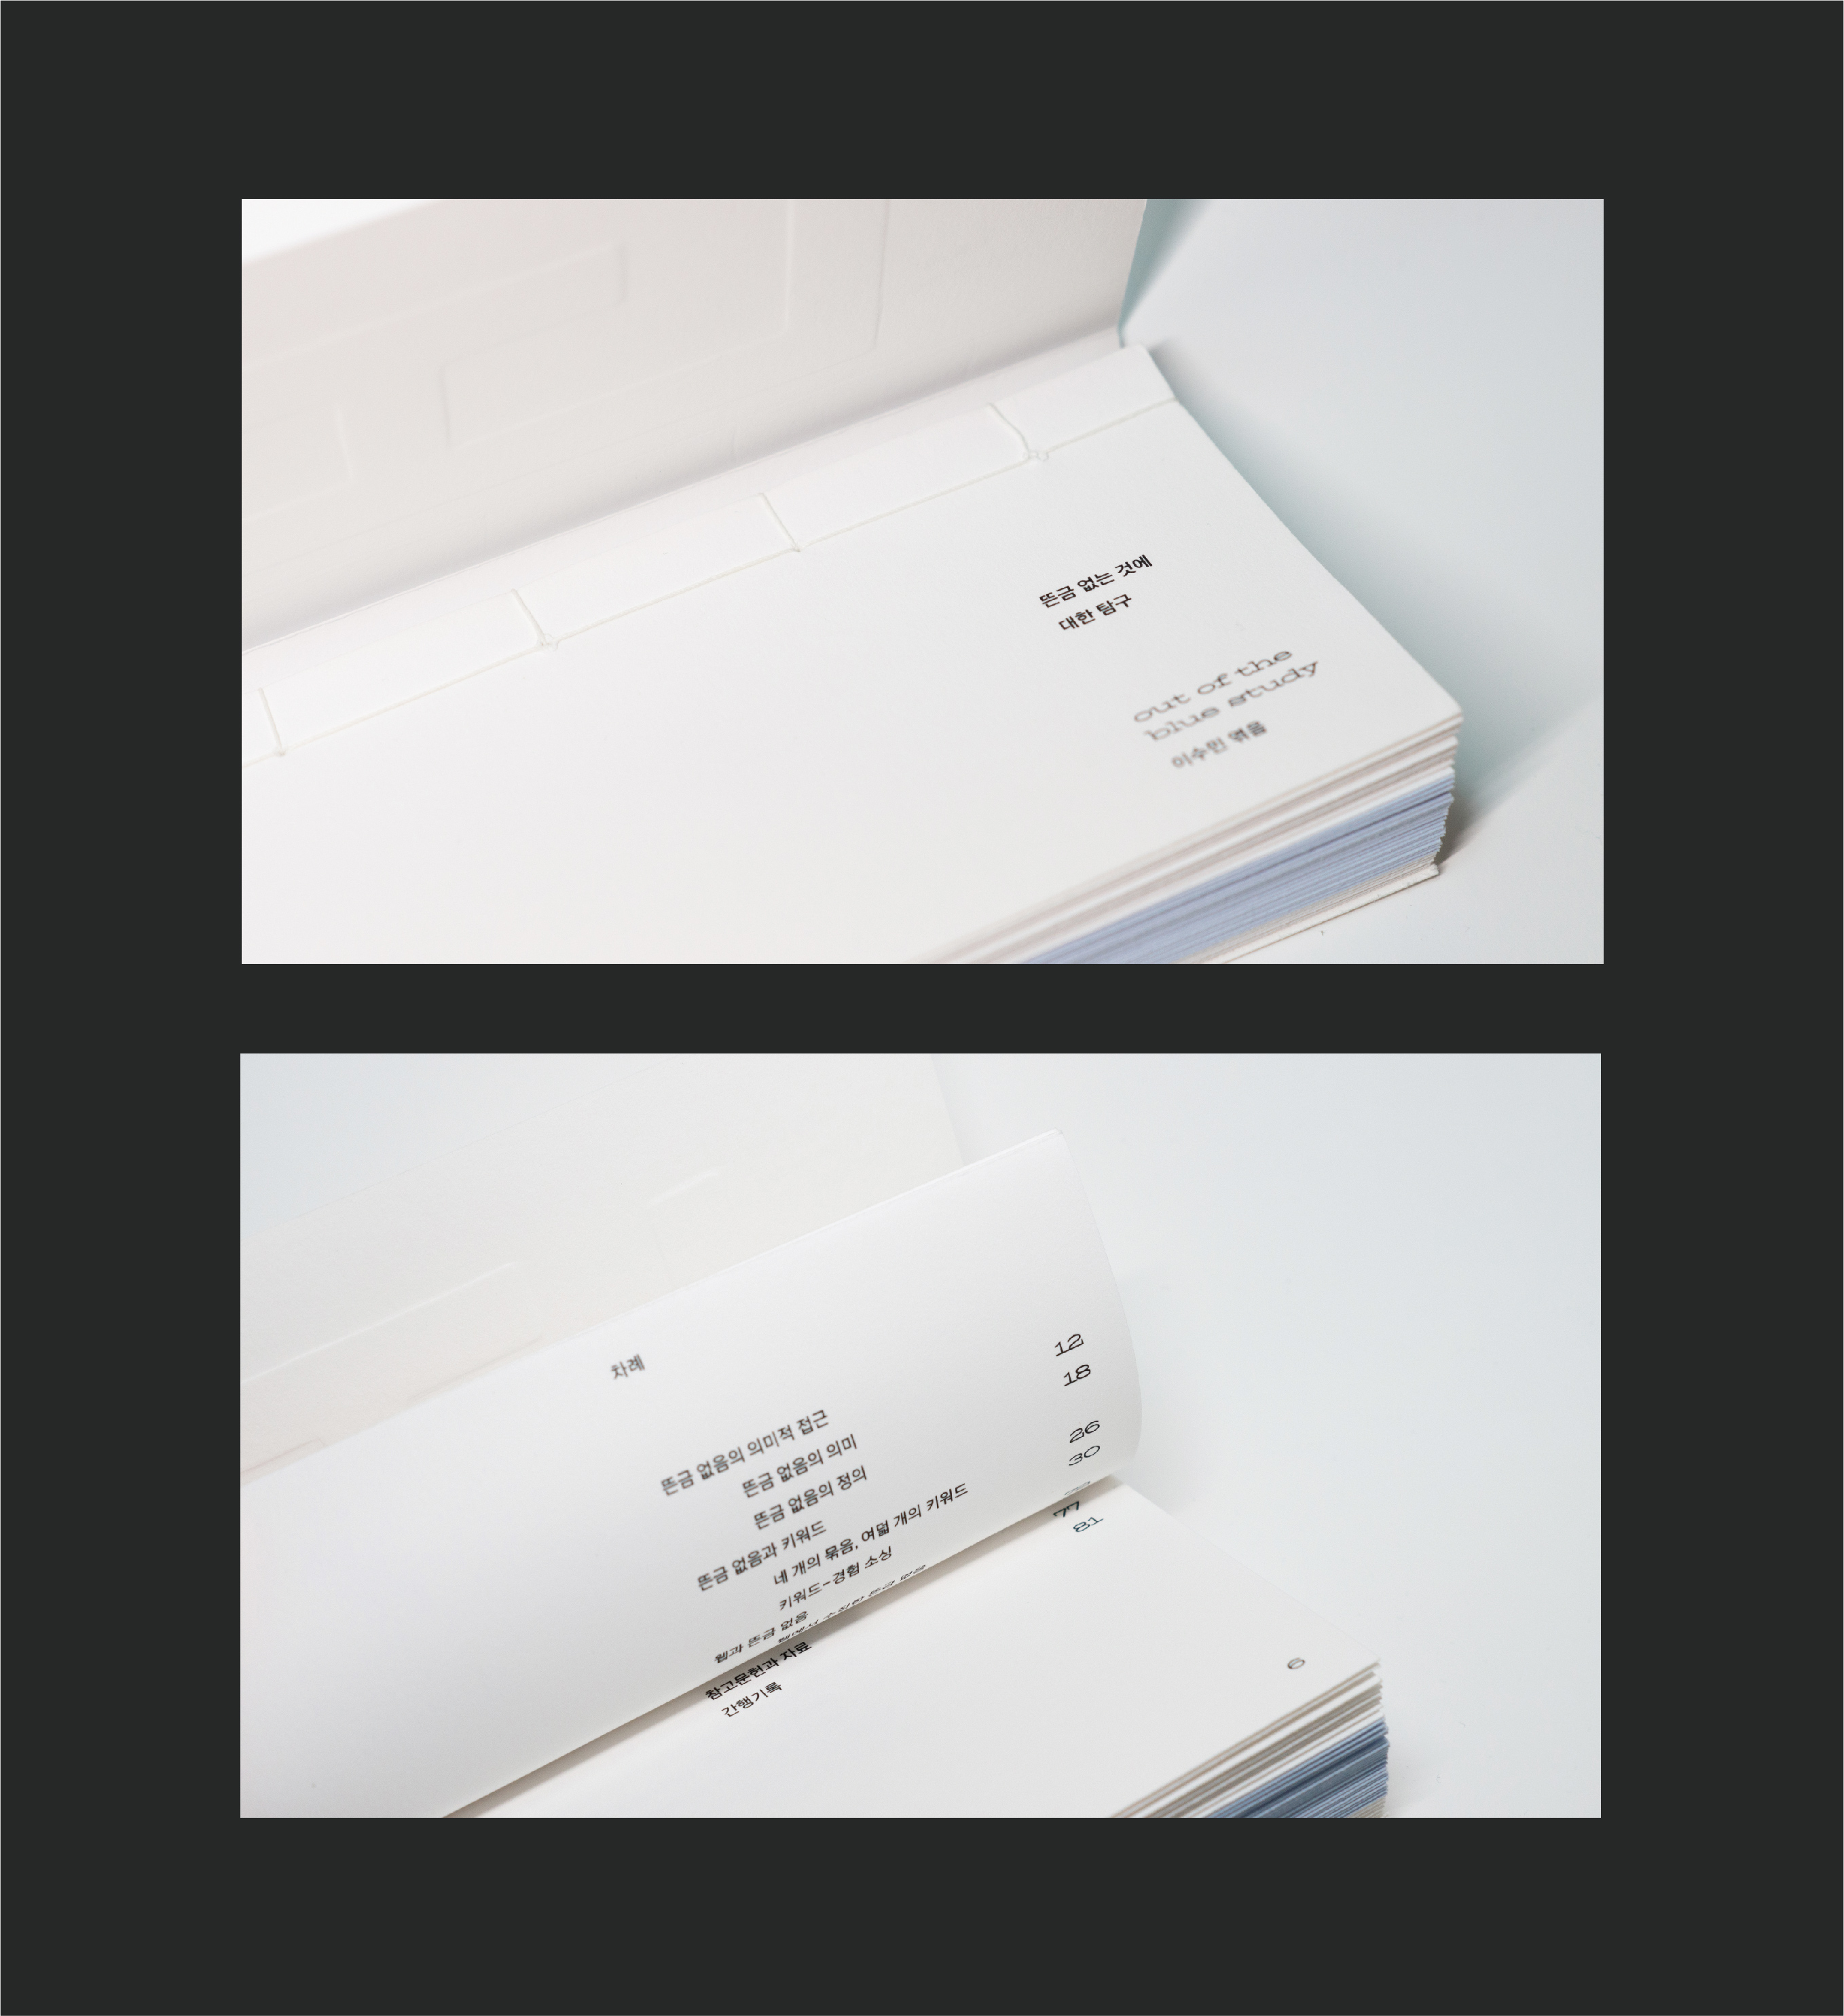 뜬금 없는 것에
대한 탐구
out of the
blue study
이수민 엮음
차례
뜬금 없음의 의미적 접근
뜬금 없음의 의미 12
뜬금 없음의 정의 18
뜬금 없음과 키워드
네 개의 묶음, 여덟 개의 키워드 26
키워드-경험 소싱 30
웹과 뜬금 없음
참고문헌과 자료 77
간행기록 81
6